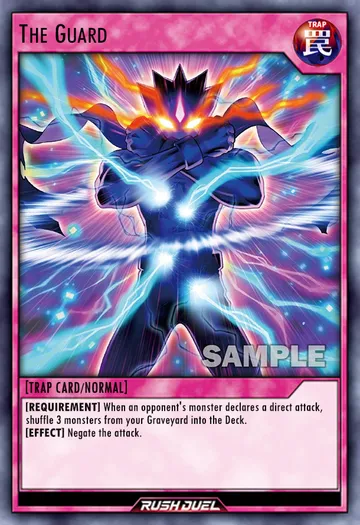 The Guard
TRAP
罠
SAMPLE
[TRAP CARD/NORMAL]
[REQUIREMENT] When an opponent's monster declares a direct attack,
shuffle 3 monsters from your Graveyard into the Deck.
[EFFECT] Negate the attack.
RUSH DUEL